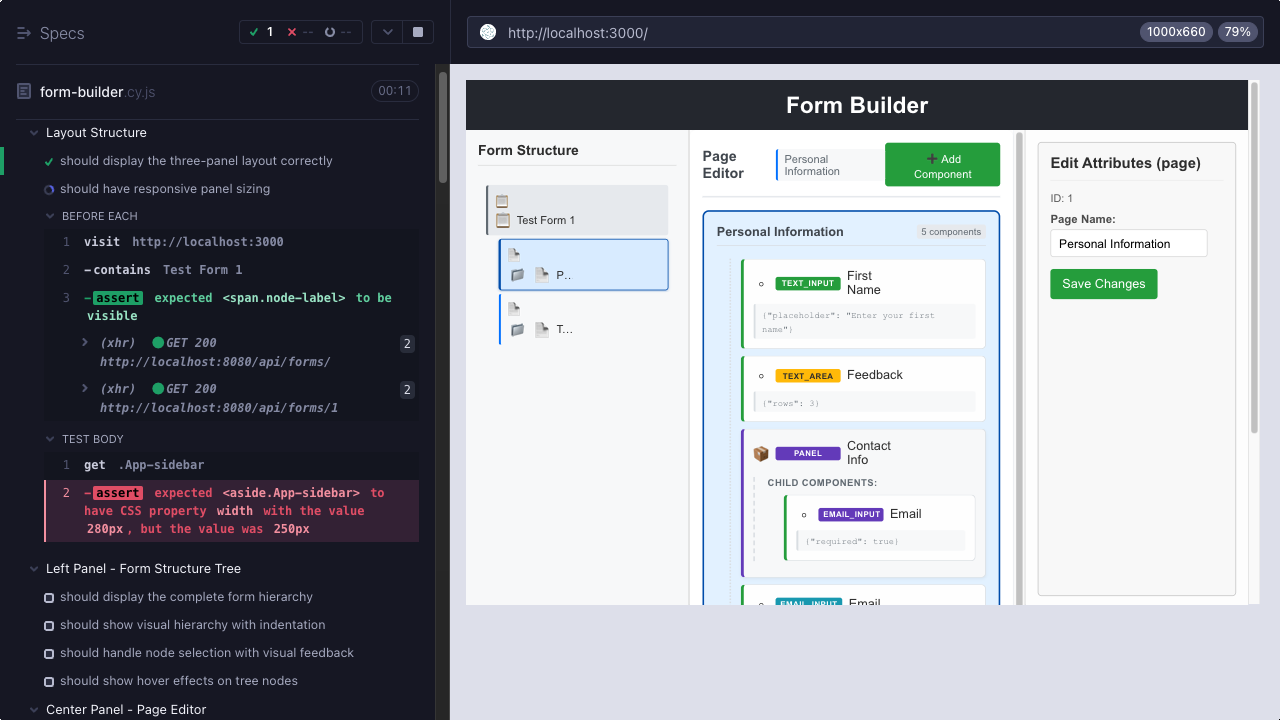 Specs
1
--
--
form-builder.cy.js
00:11
Layout Structure
should display the three-panel layout correctly
should have responsive panel sizing
BEFORE EACH
1 visit http://localhost:3000
2 -contains Test Form 1
3 -assert expected <span.node-label> to be
visible
(xhr) GET 200
http://localhost:8080/api/forms/
2
(xhr) GET 200
http://localhost:8080/api/forms/1
2
TEST BODY
1 get .App-sidebar
2 -assert expected <aside.App-sidebar> to
have CSS property width with the value
280px, but the value was 250px
Left Panel - Form Structure Tree
should display the complete form hierarchy
should show visual hierarchy with indentation
should handle node selection with visual feedback
should show hover effects on tree nodes
Center Panel - Page Editor
http://localhost:3000/
1000x660
79%
Form Builder
Form Structure
Test Form 1
P...
T...
Page
Editor
Personal
Information
+ Add
Component
Personal Information
5 components
TEXT_INPUT
First
Name
{"placeholder": "Enter your first
name"}
TEXT_AREA
Feedback
{"rows": 3}
PANEL
Contact
Info
CHILD COMPONENTS:
EMAIL_INPUT
Email
{"required": true}
EMAIL_INPUT
Email
Edit Attributes (page)
ID: 1
Page Name:
Personal Information
Save Changes